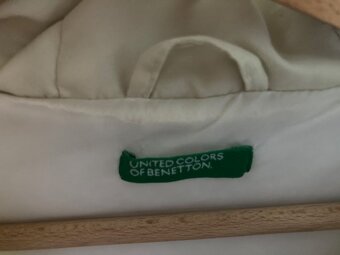 UNITED COLORS
OF BENETTON.